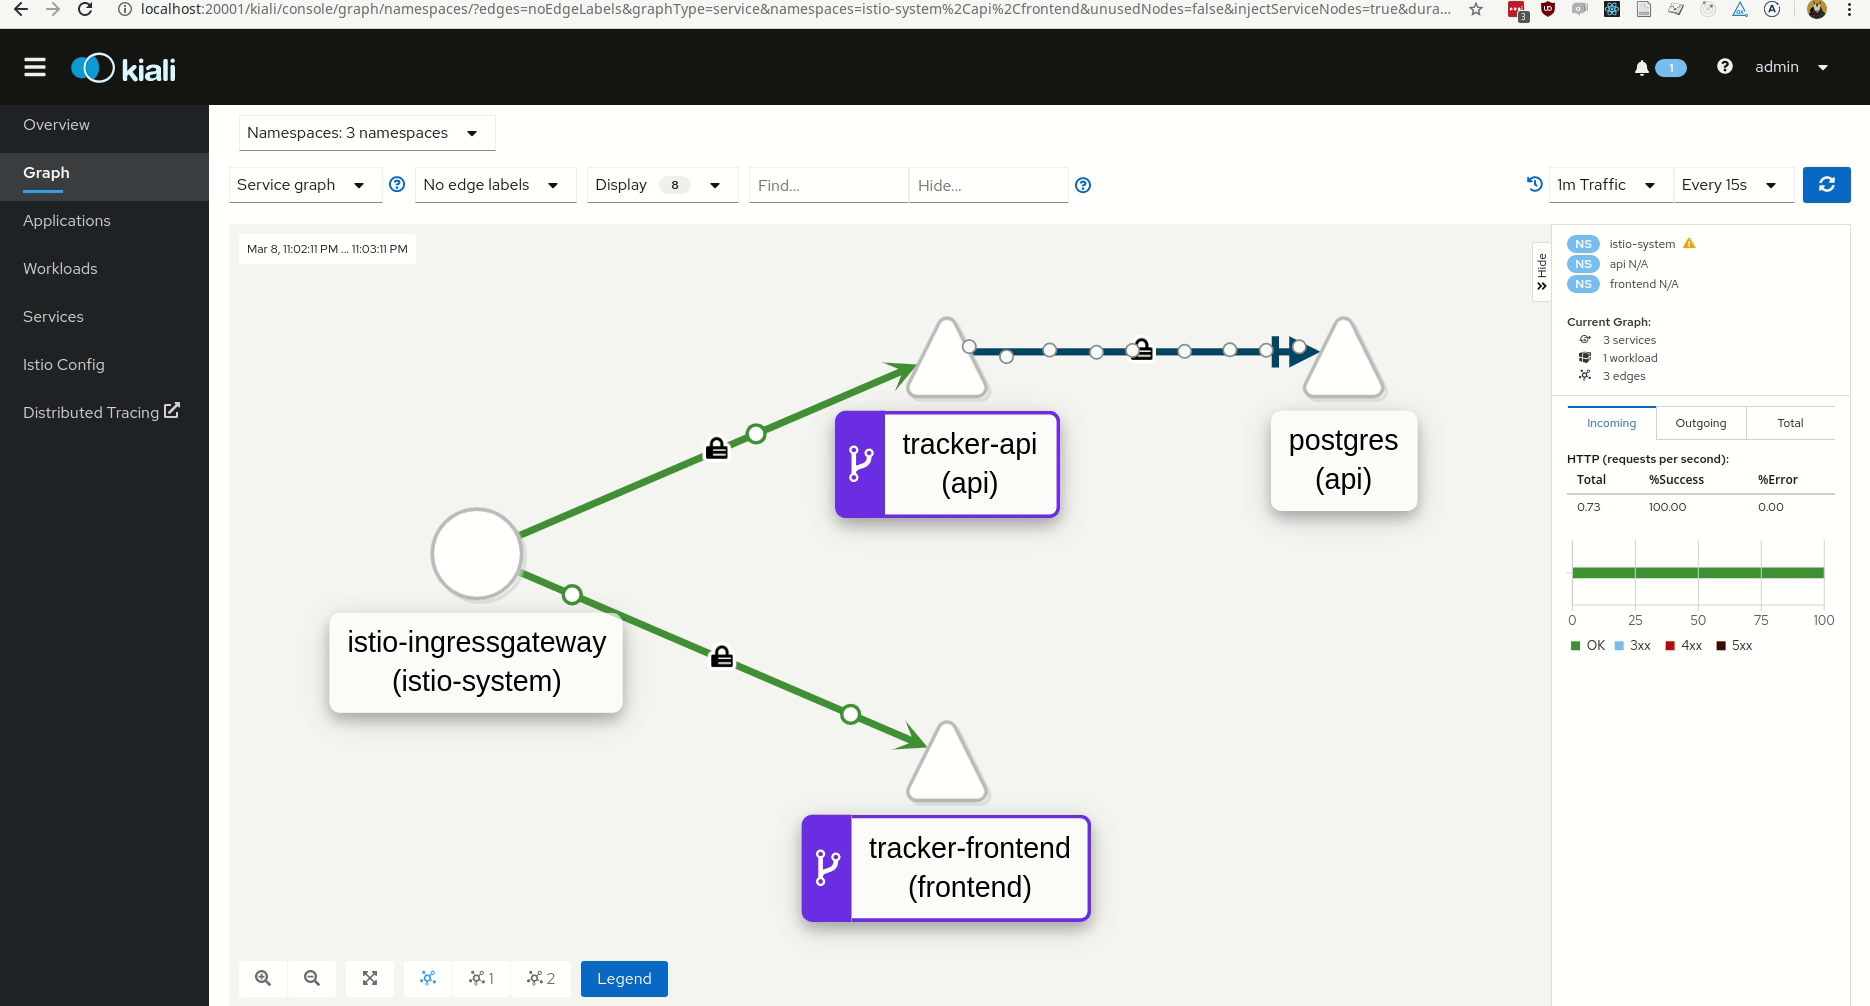 localhost:20001/kiali/console/graph/namespaces/?edges=noEdgeLabels&graphType=service&namespaces=istio-system%2Capi%2Cfrontend&unusedNodes=false&injectServiceNodes=true&dura...
3
kiali
1
admin
Overview
Graph
Applications
Workloads
Services
Istio Config
Distributed Tracing
Namespaces: 3 namespaces
Service graph
No edge labels
Display 8
Find...
Hide...
1m Traffic
Every 15s
Mar 8, 11:02:11 PM ... 11:03:11 PM
tracker-api
(api)
postgres
(api)
istio-ingressgateway
(istio-system)
tracker-frontend
(frontend)
1
2
Legend
Hide
NS istio-system
NS api N/A
NS frontend N/A
Current Graph:
3 services
1 workload
3 edges
Incoming Outgoing Total
HTTP (requests per second):
Total %Success %Error
0.73 100.00 0.00
0 25 50 75 100
OK 3xx 4xx 5xx